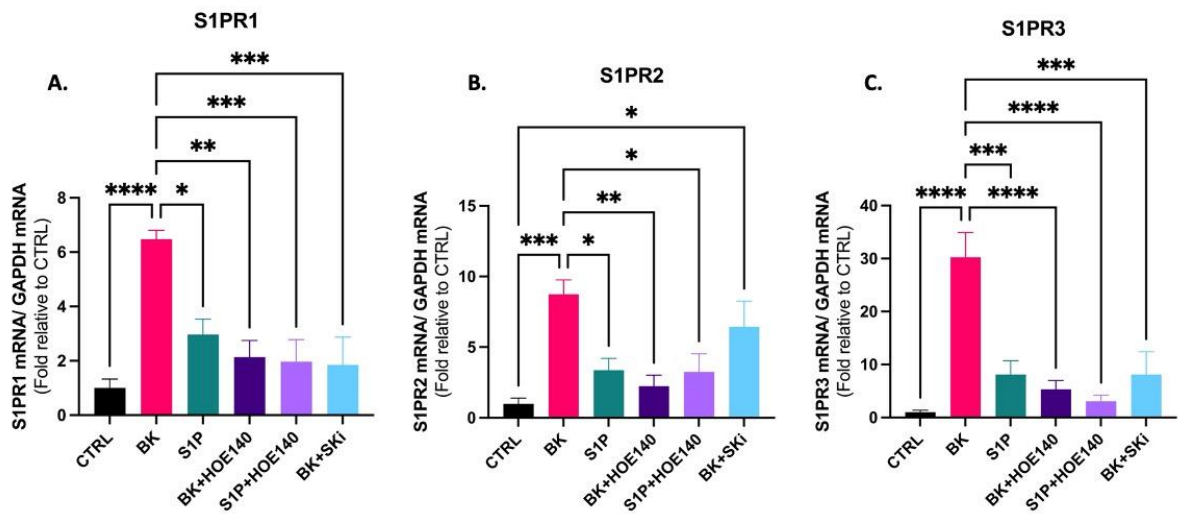 S1PR1
A.
***
***
**
****
*
S1PR1 mRNA/ GAPDH mRNA
(Fold relative to CTRL)
8
6
4
2
0
CTRL
BK
S1P
BK+HOE140
S1P+HOE140
BK+SKi
S1PR2
B.
*
*
**
***
*
S1PR2 mRNA/ GAPDH mRNA
(Fold relative to CTRL)
15
10
5
0
CTRL
BK
S1P
BK+HOE140
S1P+HOE140
BK+SKi
S1PR3
C.
***
****
***
****
****
S1PR3 mRNA/ GAPDH mRNA
(Fold relative to CTRL)
40
30
20
10
0
CTRL
BK
S1P
BK+HOE140
S1P+HOE140
BK+SKi